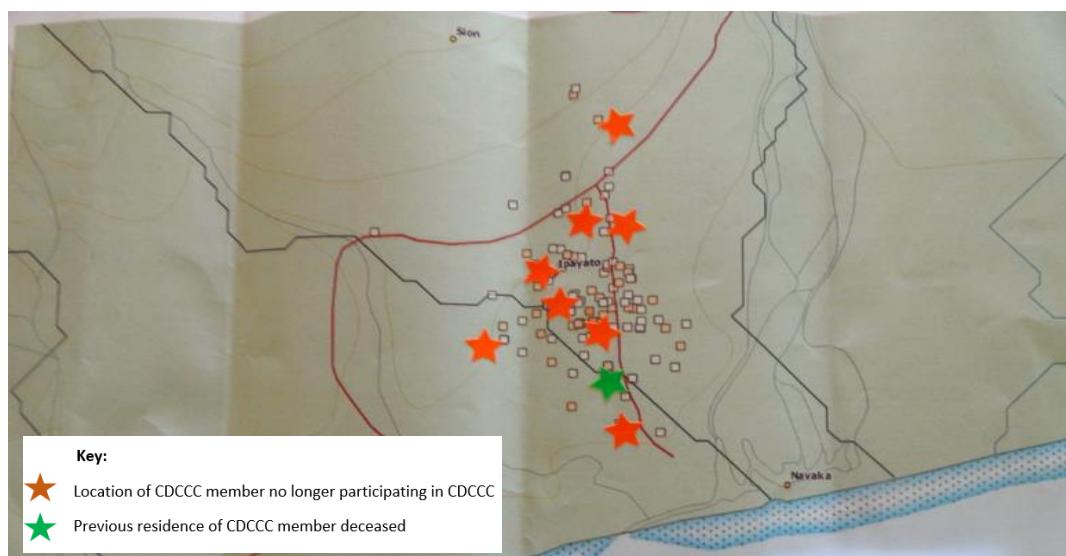 Sion
Ipayato
Navaka
Key:
Location of CDCCC member no longer participating in CDCCC
Previous residence of CDCCC member deceased